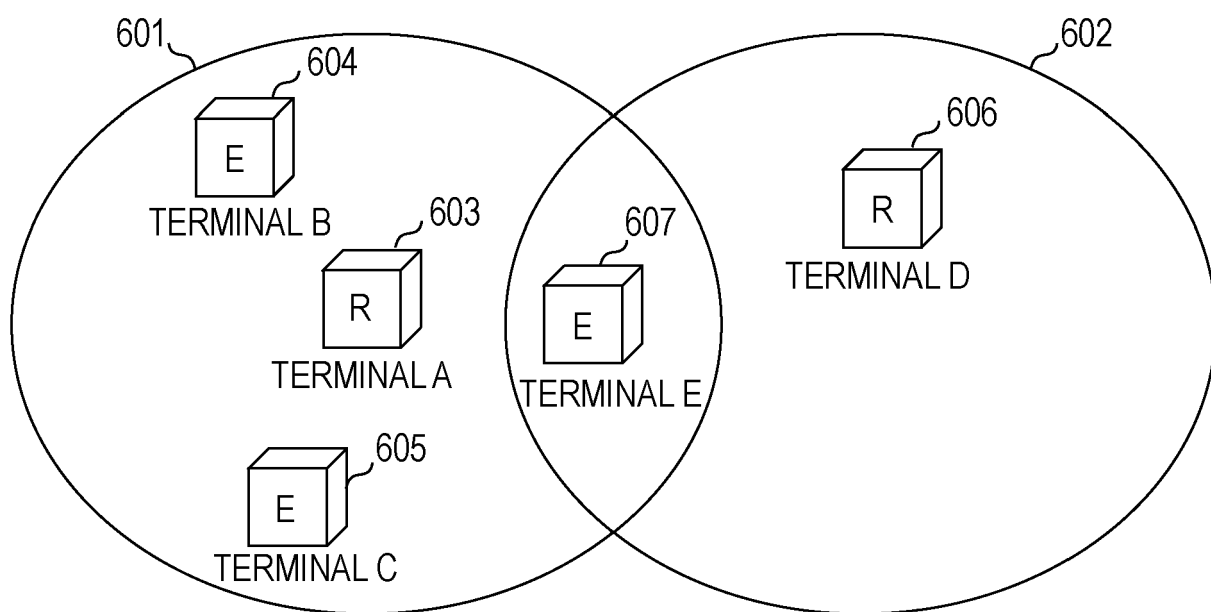 601
602
604
E
TERMINAL B
606
R
TERMINAL D
603
R
TERMINAL A
607
E
TERMINAL E
605
E
TERMINAL C